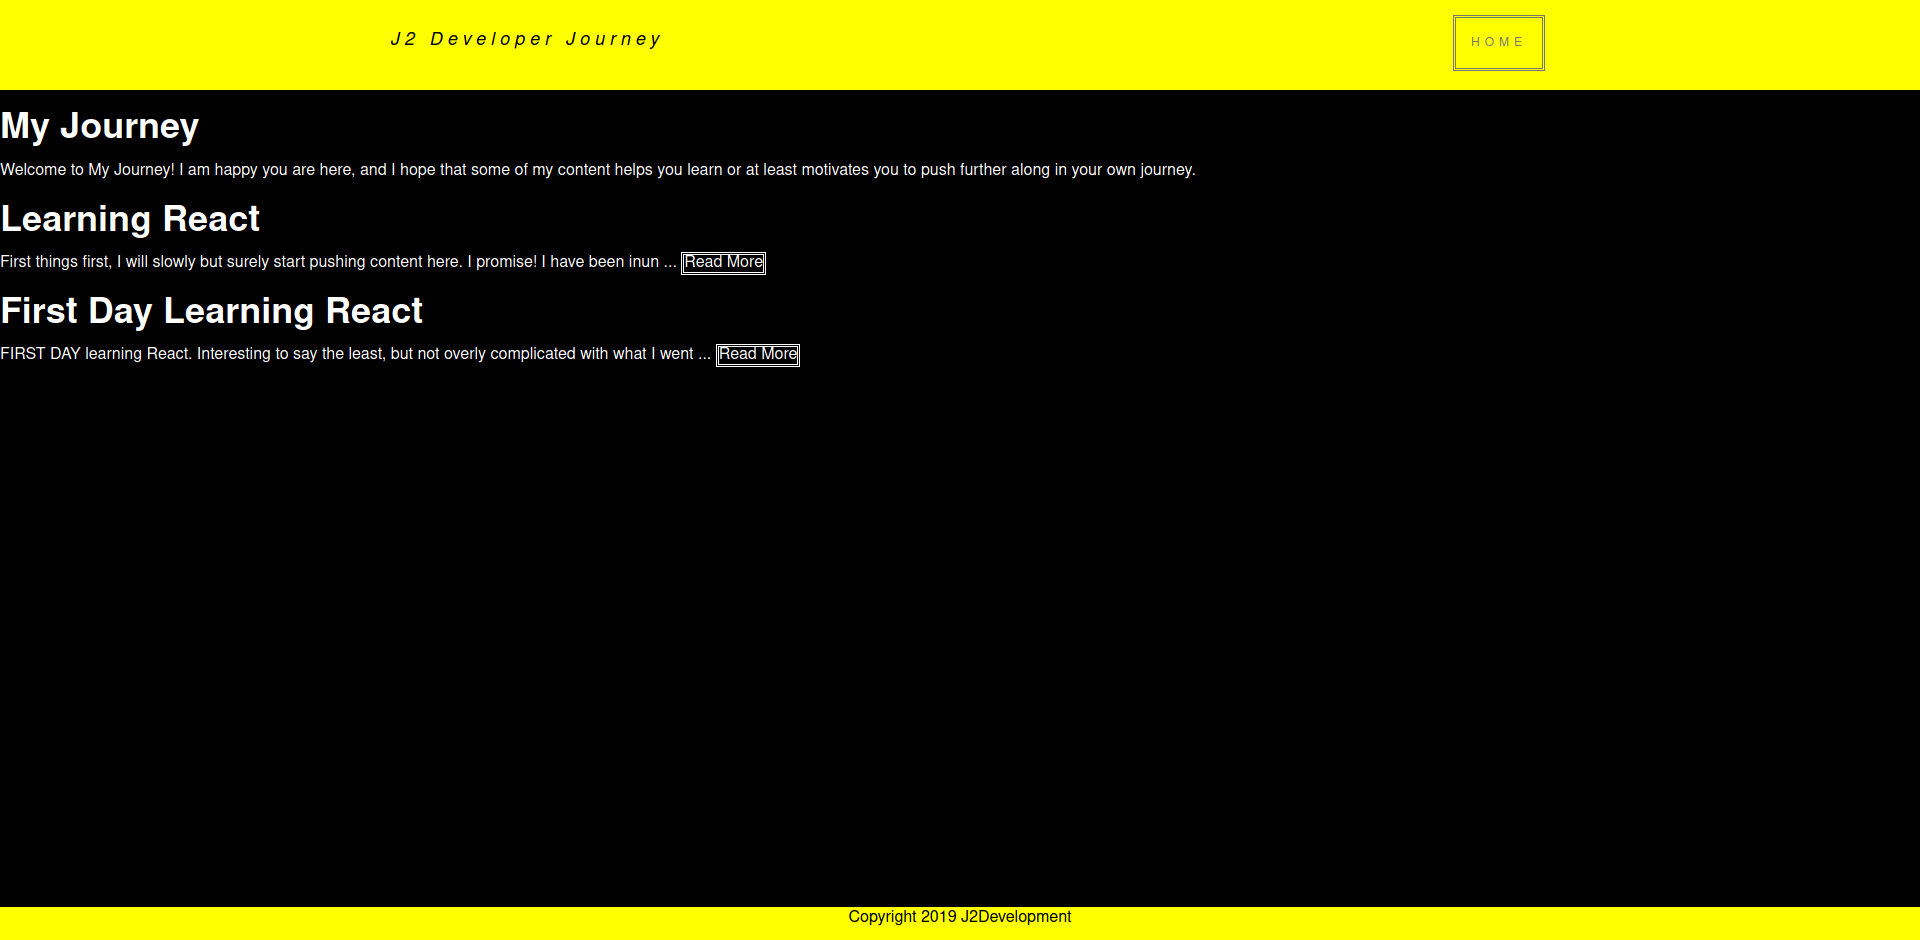 J2 Developer Journey
HOME
My Journey
Welcome to My Journey! I am happy you are here, and I hope that some of my content helps you learn or at least motivates you to push further along in your own journey.
Learning React
First things first, I will slowly but surely start pushing content here. I promise! I have been inun ... Read More
First Day Learning React
FIRST DAY learning React. Interesting to say the least, but not overly complicated with what I went ... Read More
Copyright 2019 J2Development